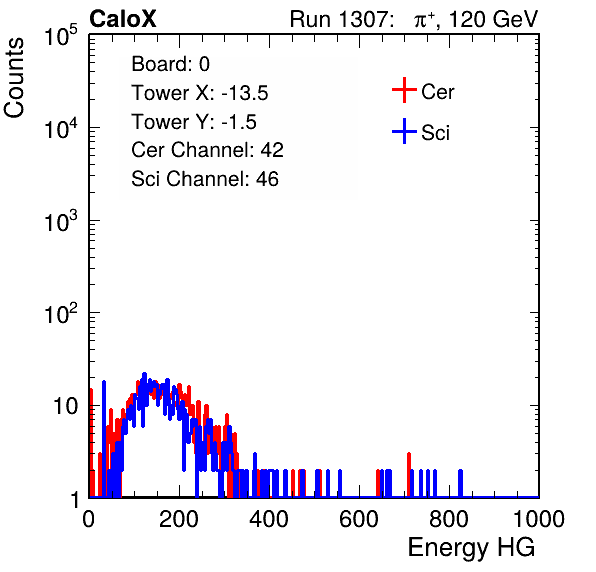 CaloX Run 1307: π⁺, 120 GeV
Counts
Board: 0
Tower X: -13.5
Tower Y: -1.5
Cer Channel: 42
Sci Channel: 46
Cer
Sci
10⁵
10⁴
10³
10²
10
1
0 200 400 600 800 1000
Energy HG